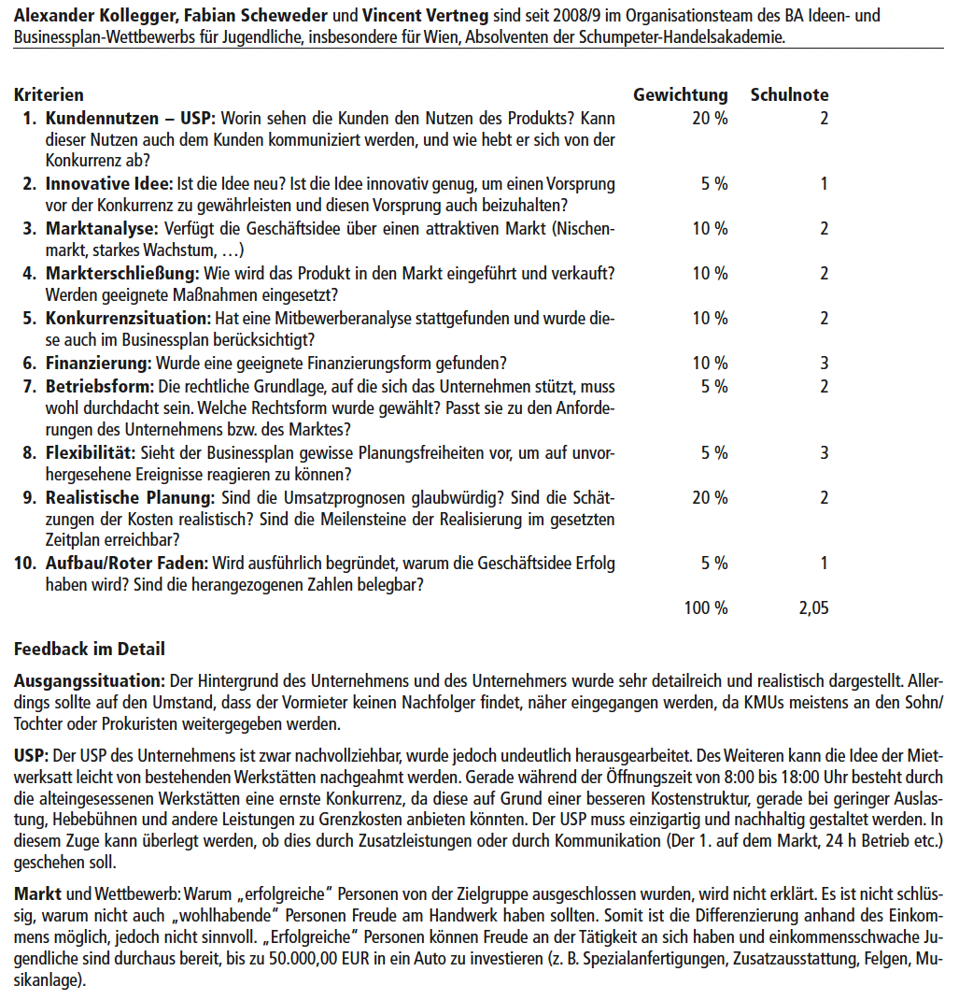 Alexander Kollegger, Fabian Scheweder und Vincent Vertneg sind seit 2008/9 im Organisationsteam des BA Ideen- und
Businessplan-Wettbewerbs für Jugendliche, insbesondere für Wien, Absolventen der Schumpeter-Handelsakademie.
Kriterien Gewichtung Schulnote
1. Kundennutzen – USP: Worin sehen die Kunden den Nutzen des Produkts? Kann 20 % 2
dieser Nutzen auch dem Kunden kommuniziert werden, und wie hebt er sich von der
Konkurrenz ab?
2. Innovative Idee: Ist die Idee neu? Ist die Idee innovativ genug, um einen Vorsprung 5 % 1
vor der Konkurrenz zu gewährleisten und diesen Vorsprung auch beizuhalten?
3. Marktanalyse: Verfügt die Geschäftsidee über einen attraktiven Markt (Nischen- 10 % 2
markt, starkes Wachstum, …)
4. Markterschließung: Wie wird das Produkt in den Markt eingeführt und verkauft? 10 % 2
Werden geeignete Maßnahmen eingesetzt?
5. Konkurrenzsituation: Hat eine Mitbewerberanalyse stattgefunden und wurde die- 10 % 2
se auch im Businessplan berücksichtigt?
6. Finanzierung: Wurde eine geeignete Finanzierungsform gefunden? 10 % 3
7. Betriebsform: Die rechtliche Grundlage, auf die sich das Unternehmen stützt, muss 5 % 2
wohl durchdacht sein. Welche Rechtsform wurde gewählt? Passt sie zu den Anforde-
rungen des Unternehmens bzw. des Marktes?
8. Flexibilität: Sieht der Businessplan gewisse Planungsfreiheiten vor, um auf unvor- 5 % 3
hergesehene Ereignisse reagieren zu können?
9. Realistische Planung: Sind die Umsatzprognosen glaubwürdig? Sind die Schät- 20 % 2
zungen der Kosten realistisch? Sind die Meilensteine der Realisierung im gesetzten
Zeitplan erreichbar?
10. Aufbau/Roter Faden: Wird ausführlich begründet, warum die Geschäftsidee Erfolg 5 % 1
haben wird? Sind die herangezogenen Zahlen belegbar?
100 % 2,05
Feedback im Detail
Ausgangssituation: Der Hintergrund des Unternehmens und des Unternehmers wurde sehr detailreich und realistisch dargestellt. Aller-
dings sollte auf den Umstand, dass der Vormieter keinen Nachfolger findet, näher eingegangen werden, da KMUs meistens an den Sohn/
Tochter oder Prokuristen weitergegeben werden.
USP: Der USP des Unternehmens ist zwar nachvollziehbar, wurde jedoch undeutlich herausgearbeitet. Des Weiteren kann die Idee der Miet-
werksatt leicht von bestehenden Werkstätten nachgeahmt werden. Gerade während der Öffnungszeit von 8:00 bis 18:00 Uhr besteht durch
die alteingesessenen Werkstätten eine ernste Konkurrenz, da diese auf Grund einer besseren Kostenstruktur, gerade bei geringer Auslas-
tung, Hebebühnen und andere Leistungen zu Grenzkosten anbieten könnten. Der USP muss einzigartig und nachhaltig gestaltet werden. In
diesem Zuge kann überlegt werden, ob dies durch Zusatzleistungen oder durch Kommunikation (Der 1. auf dem Markt, 24 h Betrieb etc.)
geschehen soll.
Markt und Wettbewerb: Warum „erfolgreiche“ Personen von der Zielgruppe ausgeschlossen wurden, wird nicht erklärt. Es ist nicht schlüs-
sig, warum nicht auch „wohlhabende“ Personen Freude am Handwerk haben sollten. Somit ist die Differenzierung anhand des Einkom-
mens möglich, jedoch nicht sinnvoll. „Erfolgreiche“ Personen können Freude an der Tätigkeit an sich haben und einkommensschwache Ju-
gendliche sind durchaus bereit, bis zu 50.000,00 EUR in ein Auto zu investieren (z. B. Spezialanfertigungen, Zusatzausstattung, Felgen, Mu-
sikanlage).